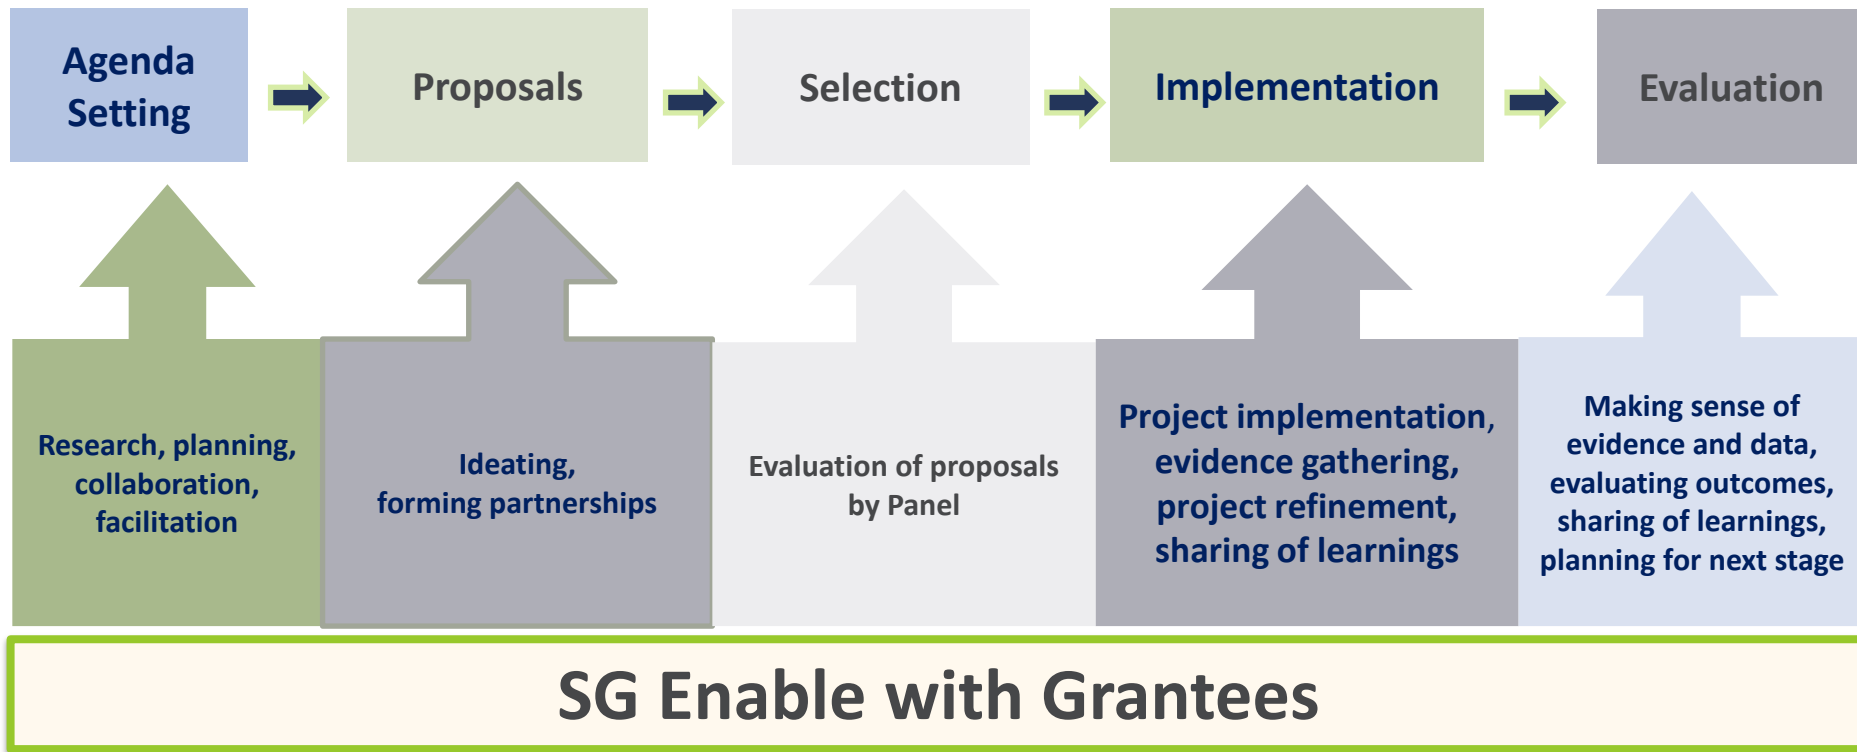 Agenda
Setting
Proposals
Selection
Implementation
Evaluation
Research, planning,
collaboration,
facilitation
Ideating,
forming partnerships
Evaluation of proposals
by Panel
Project implementation,
evidence gathering,
project refinement,
sharing of learnings
Making sense of
evidence and data,
evaluating outcomes,
sharing of learnings,
planning for next stage
SG Enable with Grantees